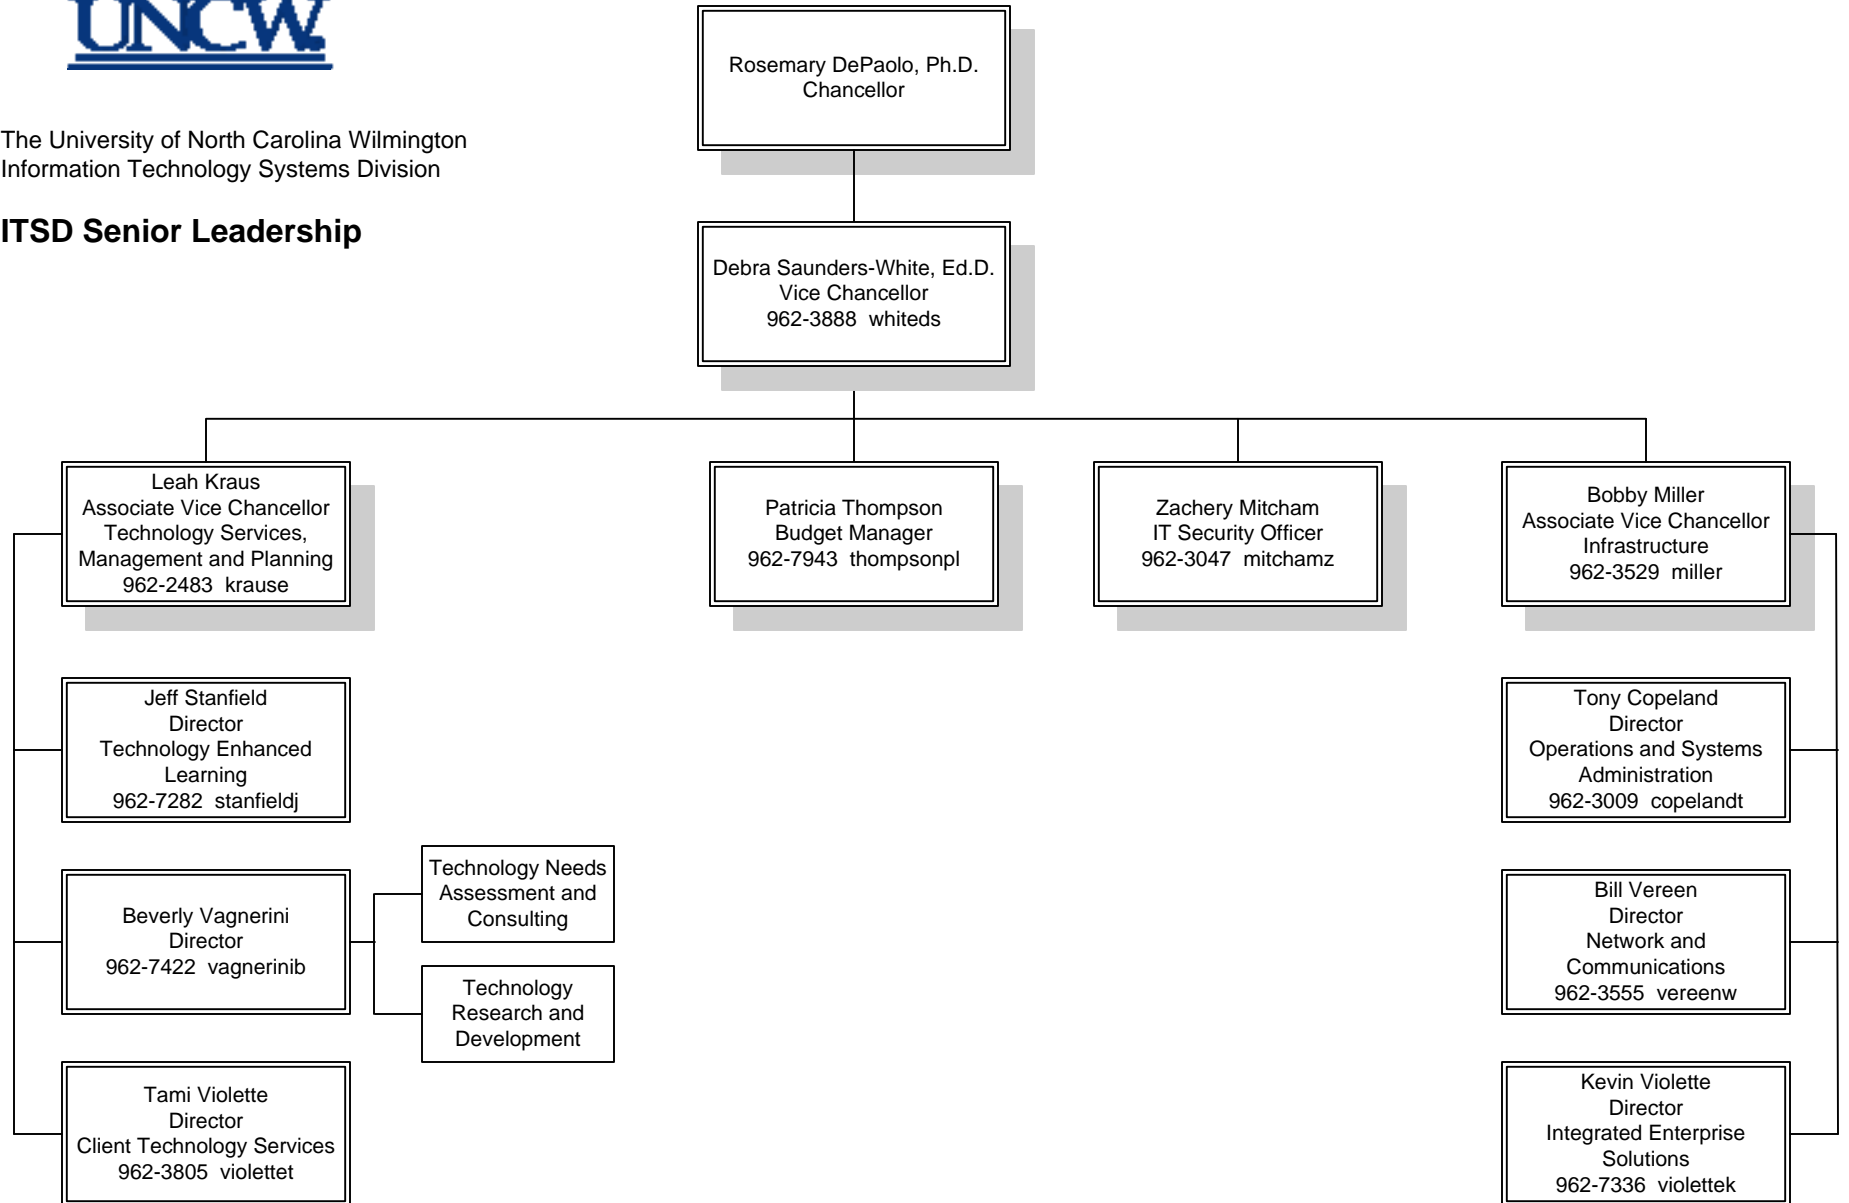 UNCW
The University of North Carolina Wilmington
Information Technology Systems Division
ITSD Senior Leadership
Rosemary DePaolo, Ph.D.
Chancellor
Debra Saunders-White, Ed.D.
Vice Chancellor
962-3888 whiteds
Leah Kraus
Associate Vice Chancellor
Technology Services,
Management and Planning
962-2483 krause
Patricia Thompson
Budget Manager
962-7943 thompsonpl
Zachery Mitcham
IT Security Officer
962-3047 mitchamz
Bobby Miller
Associate Vice Chancellor
Infrastructure
962-3529 miller
Jeff Stanfield
Director
Technology Enhanced
Learning
962-7282 stanfieldj
Tony Copeland
Director
Operations and Systems
Administration
962-3009 copelandt
Beverly Vagnerini
Director
962-7422 vagnerinib
Technology Needs
Assessment and
Consulting
Technology
Research and
Development
Bill Vereen
Director
Network and
Communications
962-3555 vereenw
Tami Violette
Director
Client Technology Services
962-3805 violettet
Kevin Violette
Director
Integrated Enterprise
Solutions
962-7336 violettek